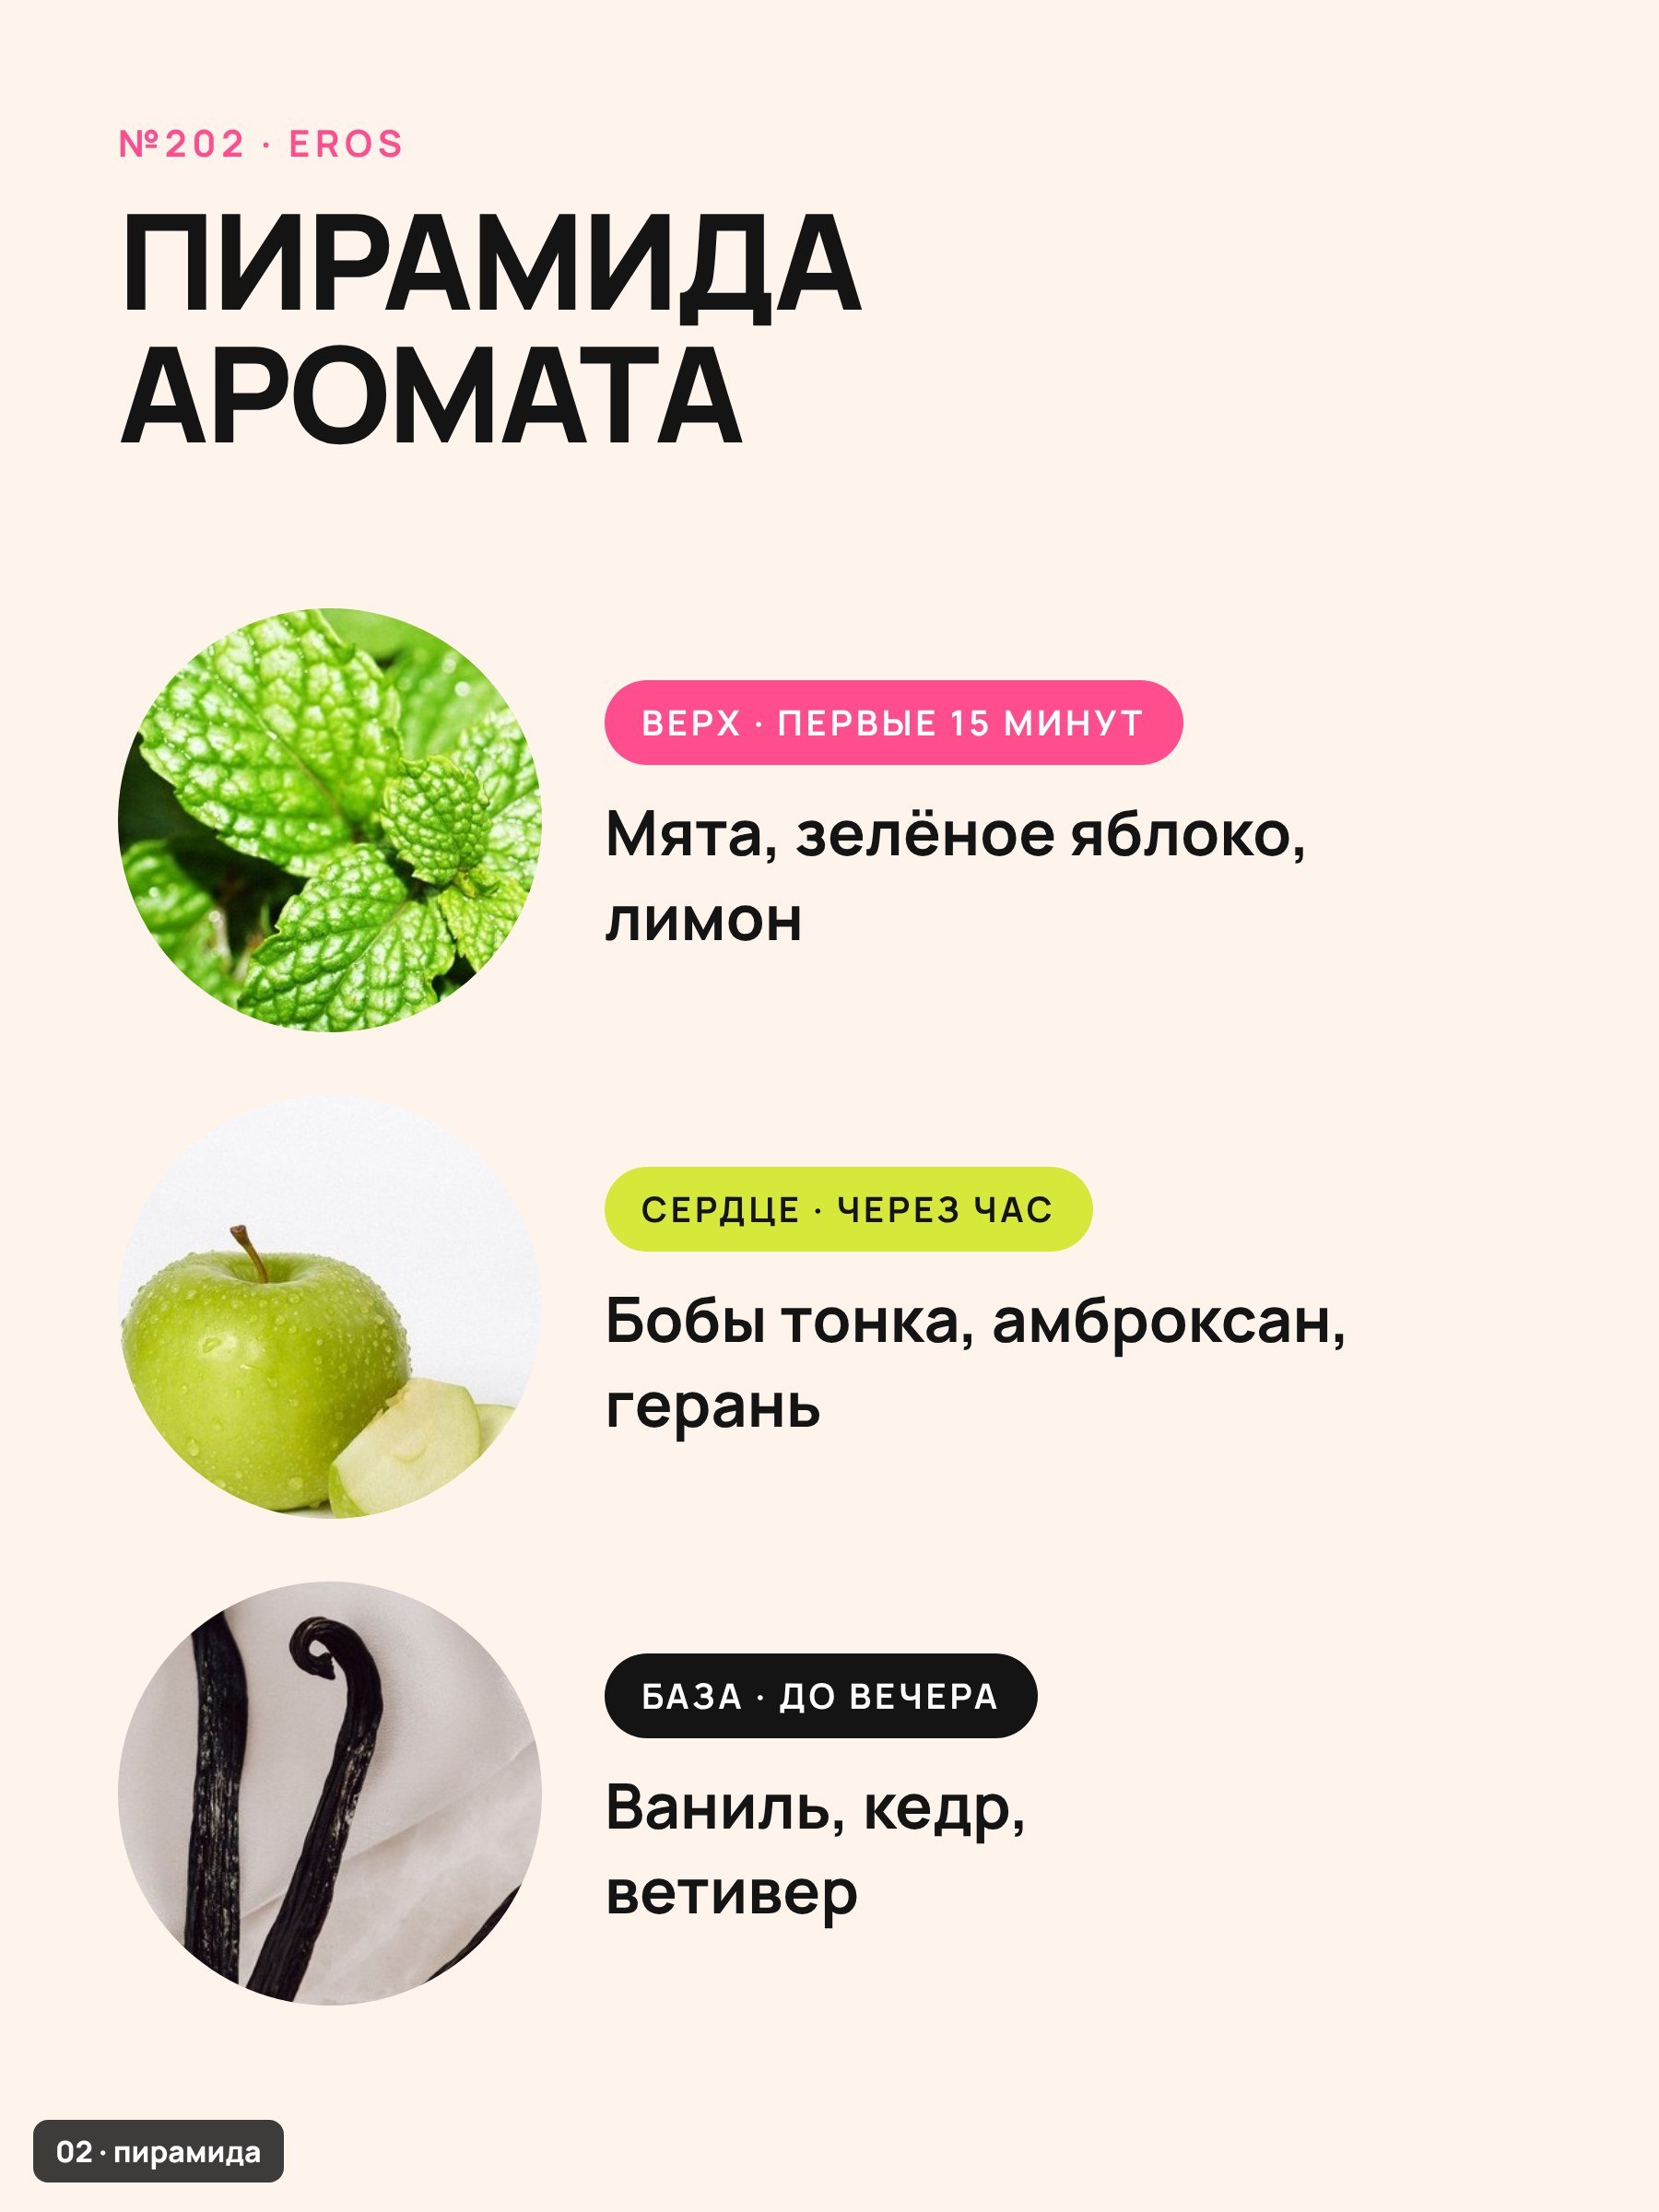 №202 · EROS
ПИРАМИДА
АРОМАТА
ВЕРХ · ПЕРВЫЕ 15 МИНУТ
Мята, зелёное яблоко,
лимон
СЕРДЦЕ · ЧЕРЕЗ ЧАС
Бобы тонка, амброксан,
герань
БАЗА · ДО ВЕЧЕРА
Ваниль, кедр,
ветивер
02 · пирамида